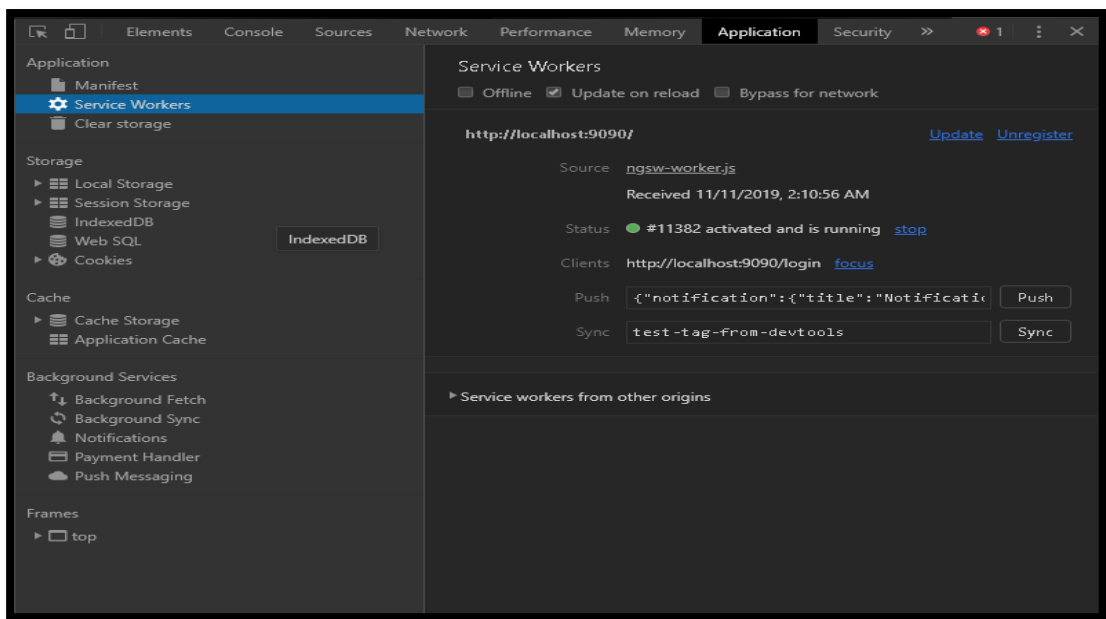 Elements Console Sources Network Performance Memory Application Security » 1
Application
Manifest
Service Workers
Clear storage
Storage
Local Storage
Session Storage
IndexedDB
Web SQL
IndexedDB
Cookies
Cache
Cache Storage
Application Cache
Background Services
Background Fetch
Background Sync
Notifications
Payment Handler
Push Messaging
Frames
top
Service Workers
Offline Update on reload Bypass for network
http://localhost:9090/ Update Unregister
Source ngsw-worker.js
Received 11/11/2019, 2:10:56 AM
Status #11382 activated and is running stop
Clients http://localhost:9090/login focus
Push {"notification":{"title":"Notificatic Push
Sync test-tag-from-devtools Sync
Service workers from other origins